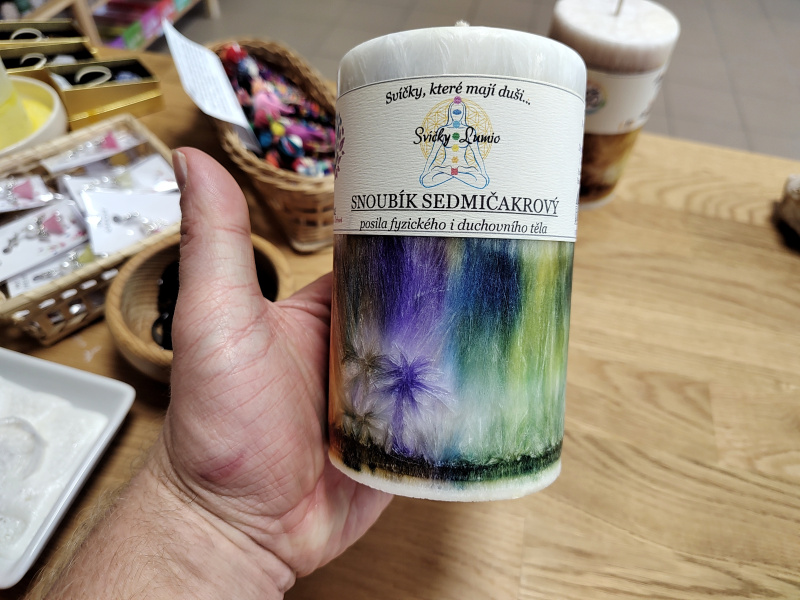 Svíčky, které mají duši...
Svíčky Lumio
SNOUBÍK SEDMIČAKROVÝ
posila fyzického i duchovního těla